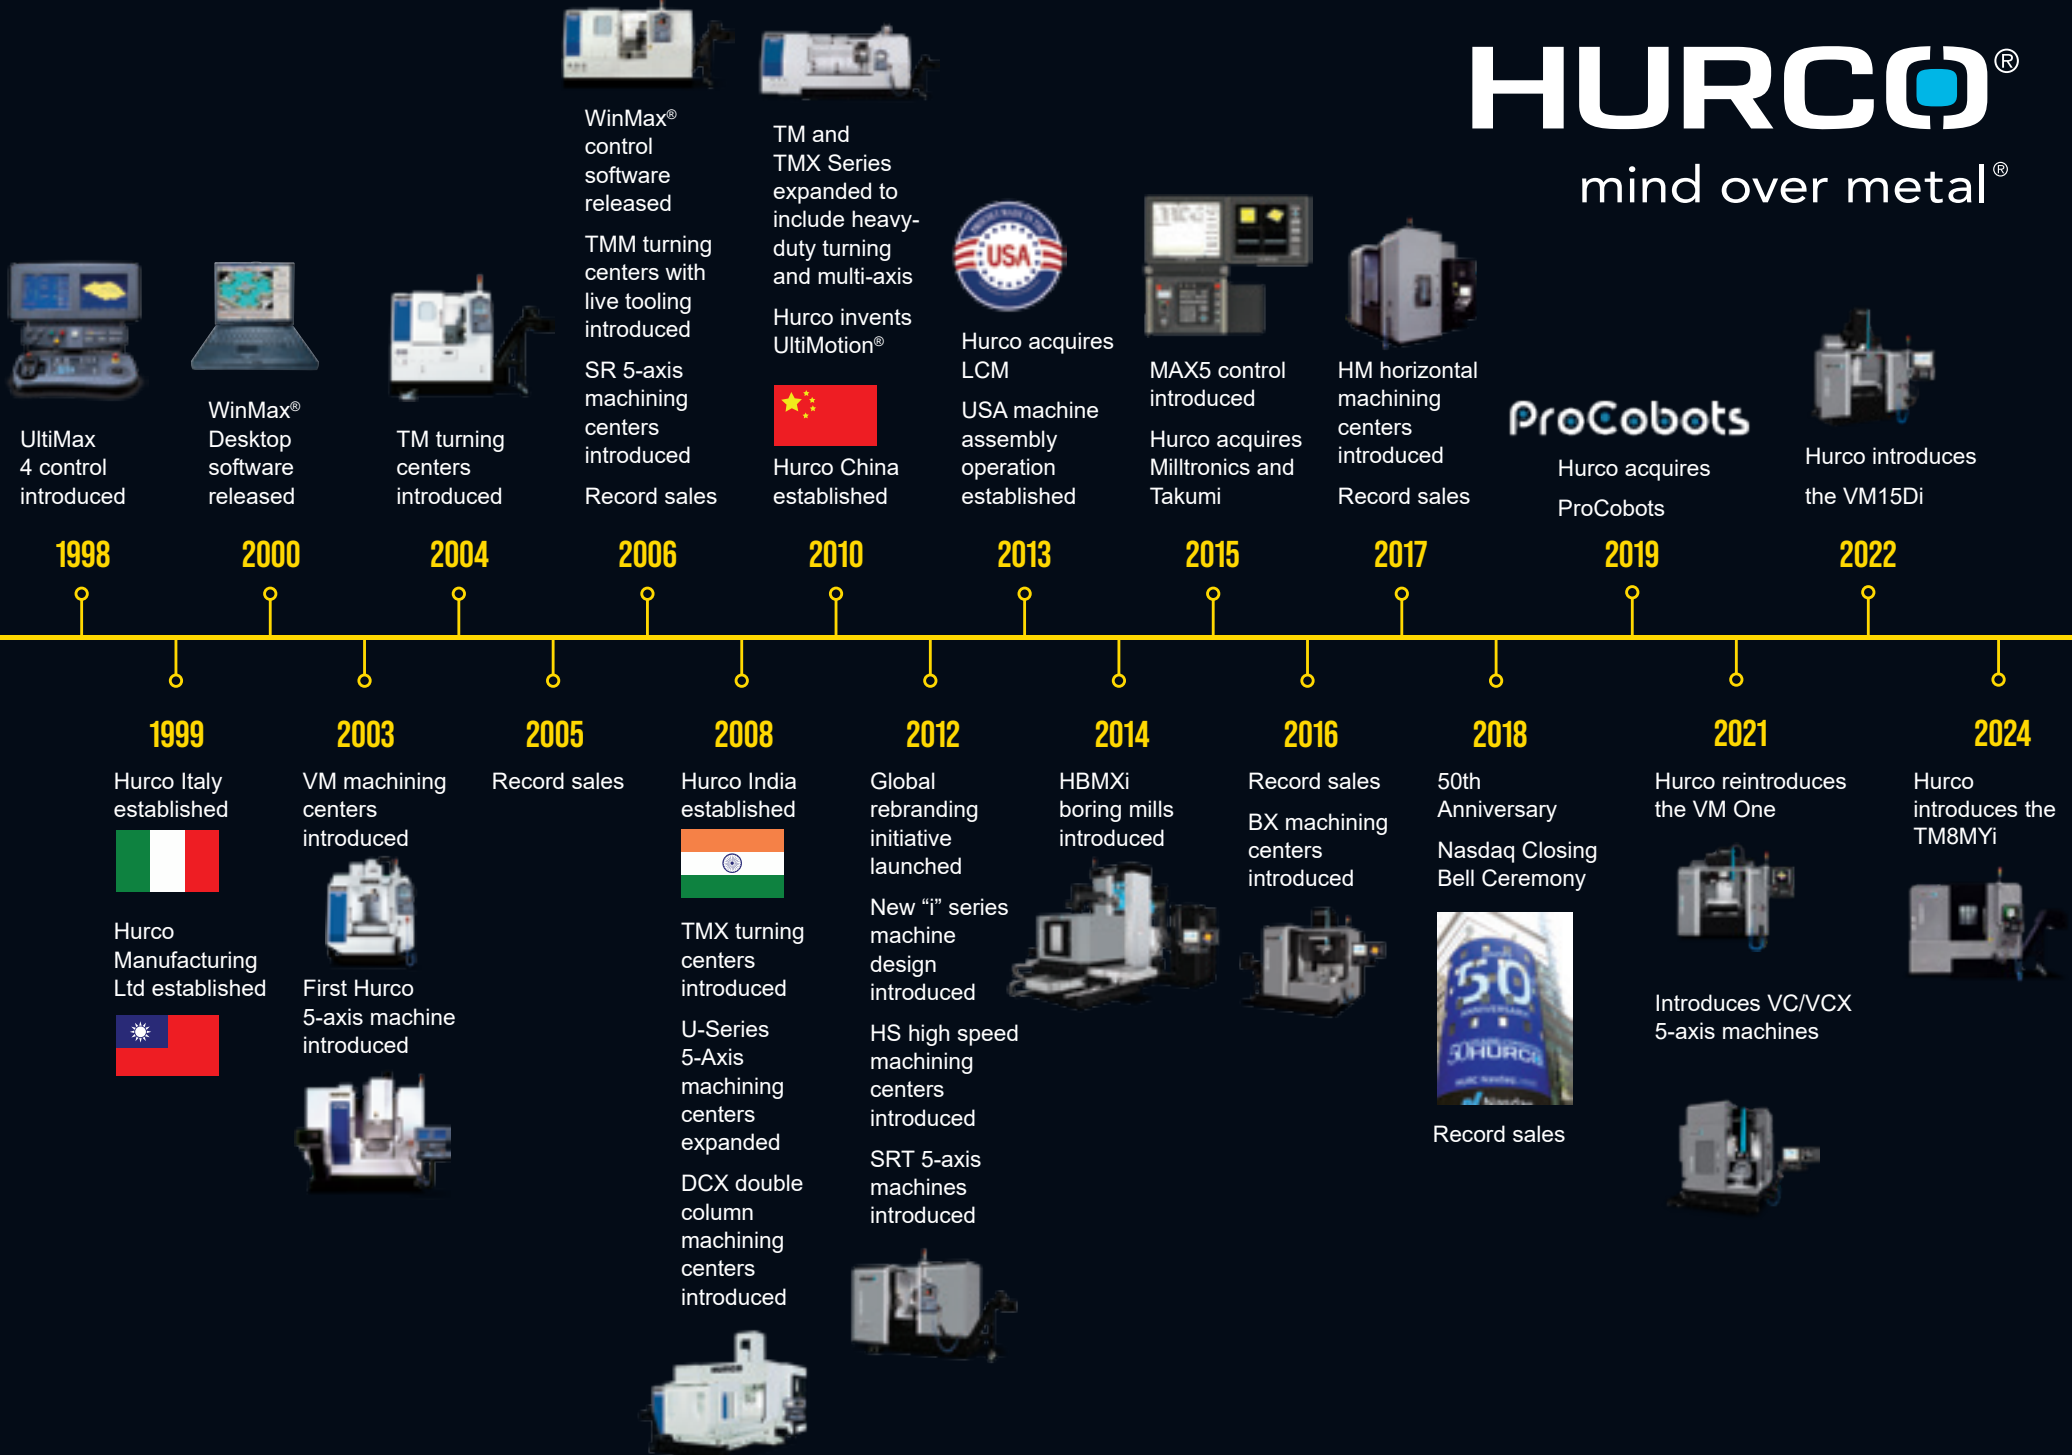 HURCO®
mind over metal®
UltiMax
4 control
introduced
1998
WinMax®
Desktop
software
released
2000
TM turning
centers
introduced
2004
WinMax®
control
software
released
TMM turning
centers with
live tooling
introduced
SR 5-axis
machining
centers
introduced
Record sales
2006
TM and
TMX Series
expanded to
include heavy-
duty turning
and multi-axis
Hurco invents
UltiMotion®
Hurco China
established
2010
USA
Hurco acquires
LCM
USA machine
assembly
operation
established
2013
MAX5 control
introduced
Hurco acquires
Milltronics and
Takumi
2015
HM horizontal
machining
centers
introduced
Record sales
2017
ProCobots
Hurco acquires
ProCobots
2019
Hurco introduces
the VM15Di
2022
1999
Hurco Italy
established
Hurco
Manufacturing
Ltd established
2003
VM machining
centers
introduced
First Hurco
5-axis machine
introduced
2005
Record sales
2008
Hurco India
established
TMX turning
centers
introduced
U-Series
5-Axis
machining
centers
expanded
DCX double
column
machining
centers
introduced
HURCO
2012
Global
rebranding
initiative
launched
New “i” series
machine
design
introduced
HS high speed
machining
centers
introduced
SRT 5-axis
machines
introduced
2014
HBMXi
boring mills
introduced
2016
Record sales
BX machining
centers
introduced
2018
50th
Anniversary
Nasdaq Closing
Bell Ceremony
50
ANNIVERSARY
50 HURCO
HURC Nasdaq
Nasdaq
Record sales
2021
Hurco reintroduces
the VM One
Introduces VC/VCX
5-axis machines
2024
Hurco
introduces the
TM8MYi